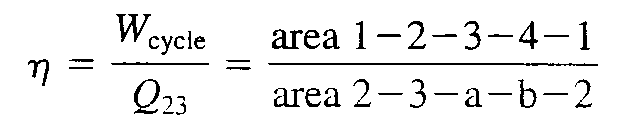 η = W_cycle / Q_23 = area 1−2−3−4−1 / area 2−3−a−b−2